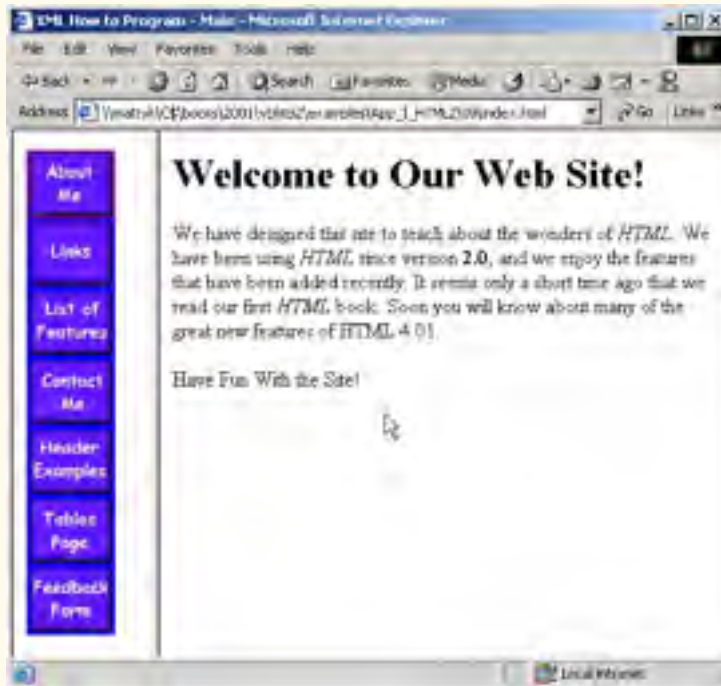 XML How to Program - Main - Microsoft Internet Explorer
File Edit View Favorites Tools Help
Back Search Favorites Media
Address Go Links
About
Me
Links
List of
Features
Contact
Me
Header
Examples
Tables
Page
Feedback
Form
Welcome to Our Web Site!
We have designed this site to teach about the wonders of HTML. We
have been using HTML since version 2.0, and we enjoy the features
that have been added recently. It seems only a short time ago that we
read our first HTML book. Soon you will know about many of the
great new features of HTML 4.01.
Have Fun With the Site!
Local intranet